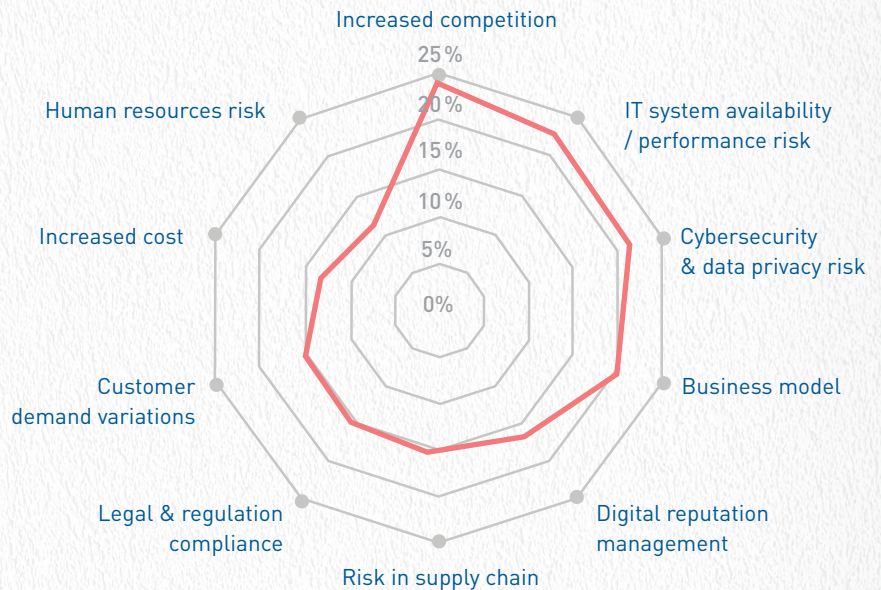 Increased competition
25%
Human resources risk
20%
IT system availability
/ performance risk
15%
10%
Increased cost
5%
Cybersecurity
& data privacy risk
0%
Customer
demand variations
Business model
Legal & regulation
compliance
Digital reputation
management
Risk in supply chain